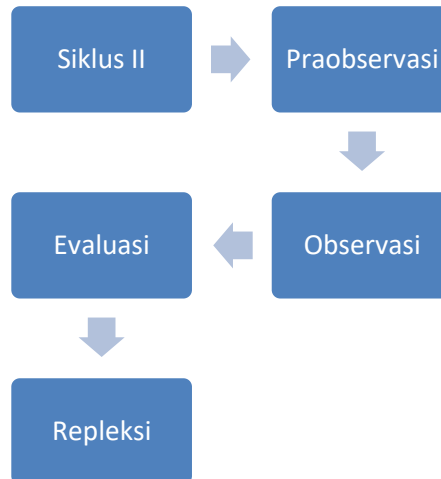 Siklus II
Praobservasi
Observasi
Evaluasi
Repleksi